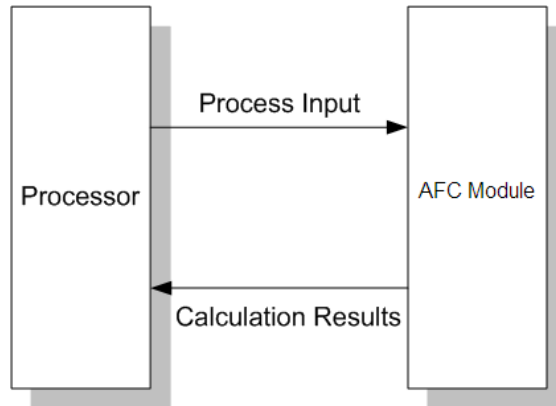 Process Input
Processor
AFC Module
Calculation Results